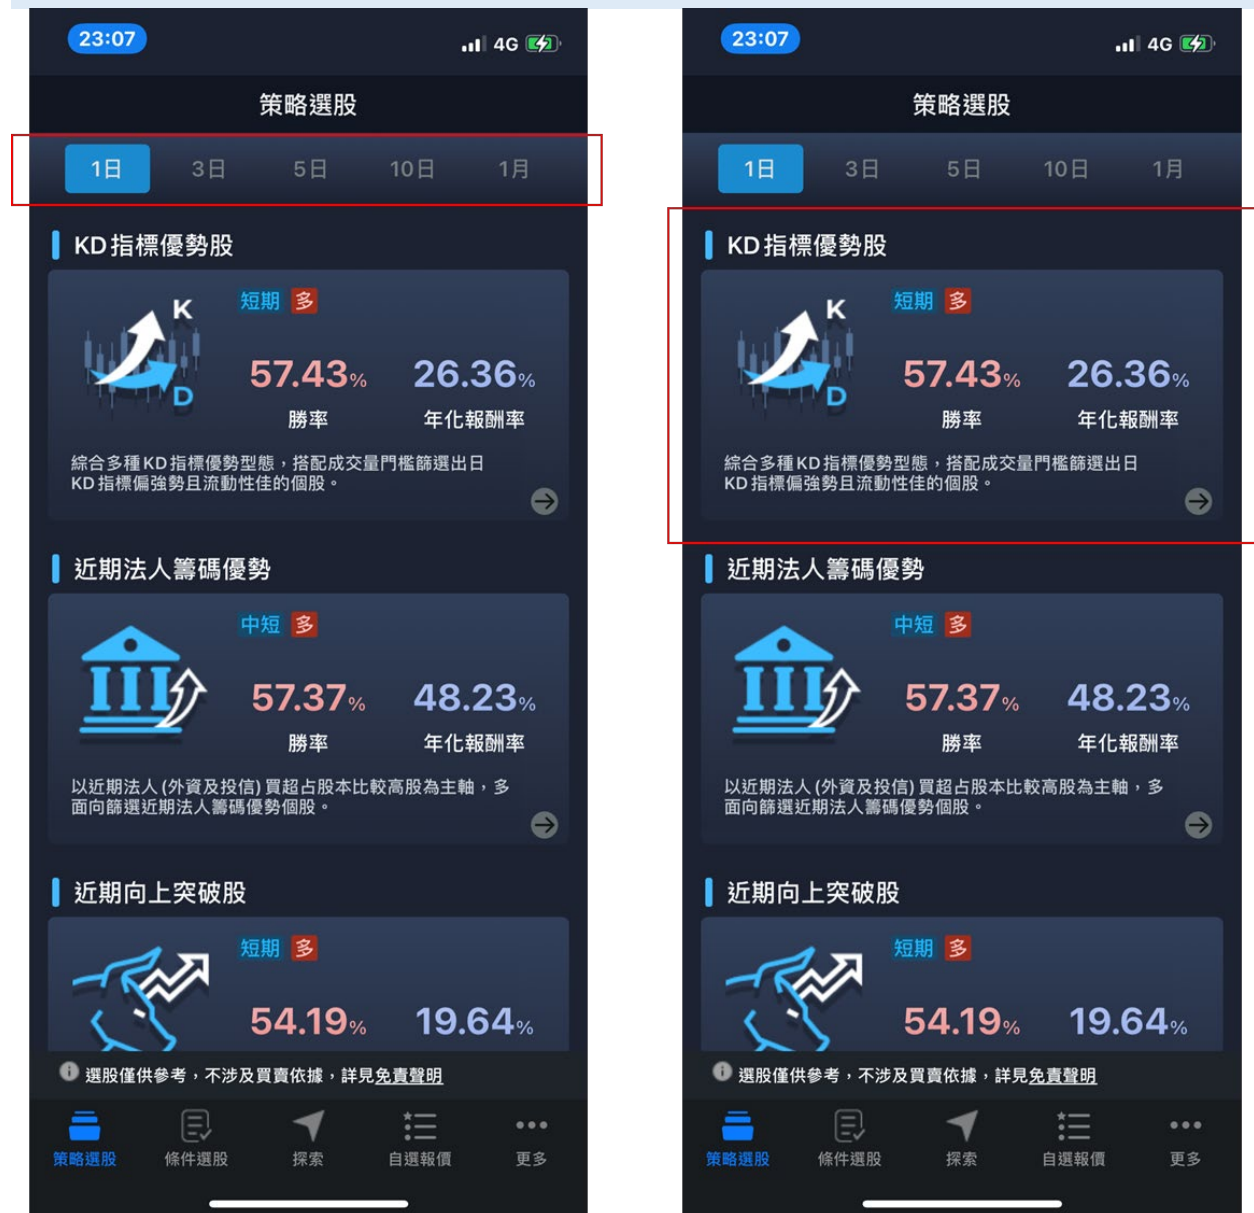 23:07
4G
策略選股
1日 3日 5日 10日 1月
KD指標優勢股
K
D
短期 多
57.43% 26.36%
勝率 年化報酬率
綜合多種KD指標優勢型態，搭配成交量門檻篩選出日
KD指標偏強勢且流動性佳的個股。
近期法人籌碼優勢
中短 多
57.37% 48.23%
勝率 年化報酬率
以近期法人(外資及投信)買超占股本比較高股為主軸，多
面向篩選近期法人籌碼優勢個股。
近期向上突破股
短期 多
54.19% 19.64%
選股僅供參考，不涉及買賣依據，詳見免責聲明
策略選股 條件選股 探索 自選報價 更多
23:07
4G
策略選股
1日 3日 5日 10日 1月
KD指標優勢股
K
D
短期 多
57.43% 26.36%
勝率 年化報酬率
綜合多種KD指標優勢型態，搭配成交量門檻篩選出日
KD指標偏強勢且流動性佳的個股。
近期法人籌碼優勢
中短 多
57.37% 48.23%
勝率 年化報酬率
以近期法人(外資及投信)買超占股本比較高股為主軸，多
面向篩選近期法人籌碼優勢個股。
近期向上突破股
短期 多
54.19% 19.64%
選股僅供參考，不涉及買賣依據，詳見免責聲明
策略選股 條件選股 探索 自選報價 更多